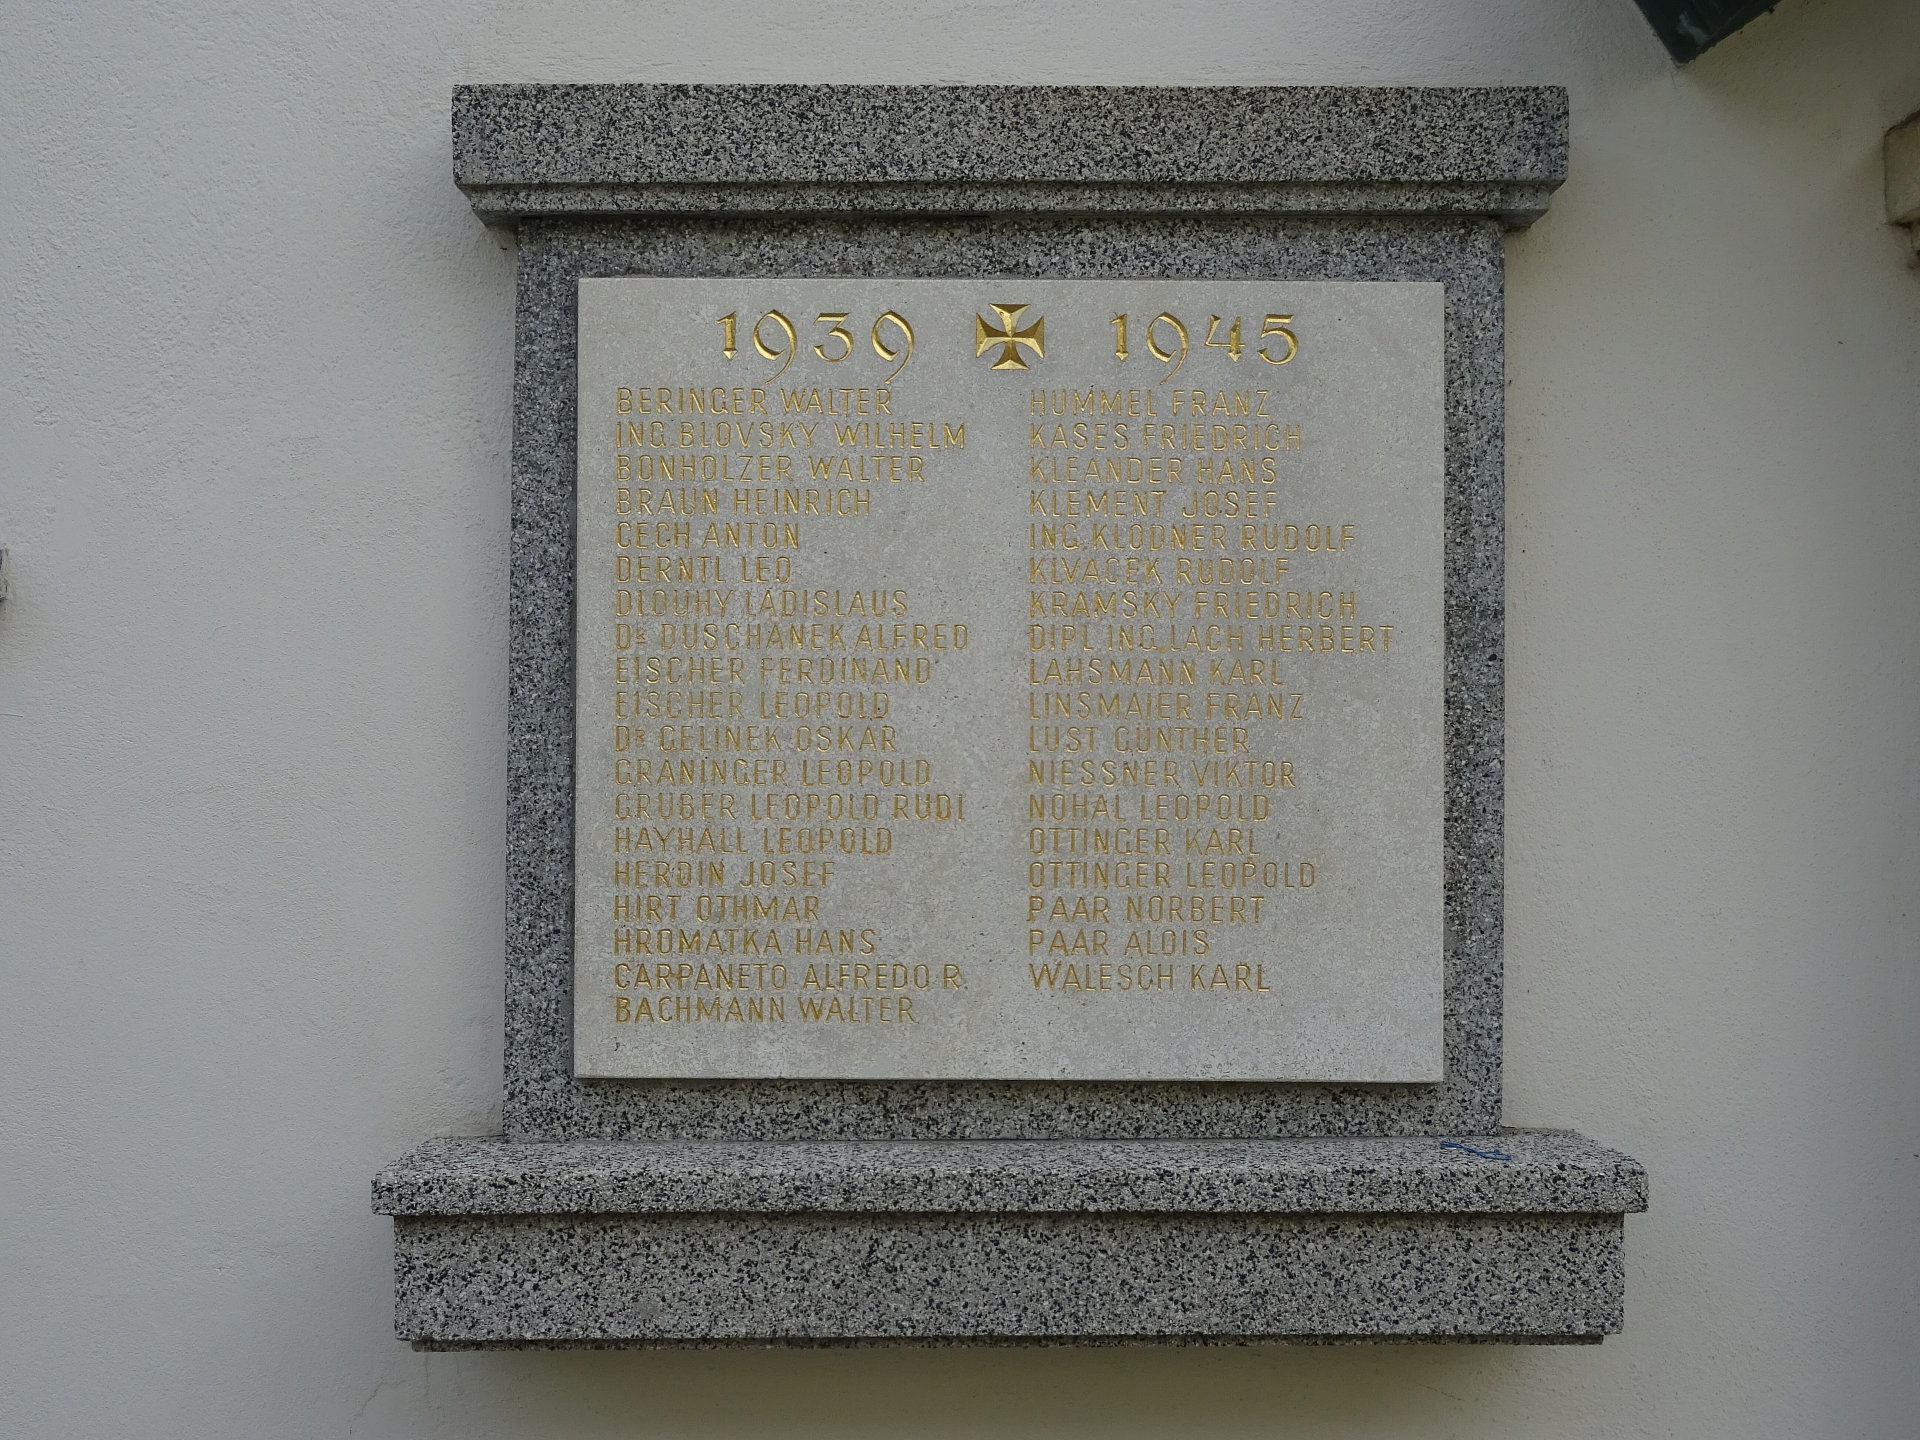 1939 ✠ 1945
BERINGER WALTER
ING. BLOVSKY WILHELM
BONHOLZER WALTER
BRAUN HEINRICH
CECH ANTON
DERNTL LEO
DLOUHY LADISLAUS
DR DUSCHANEK ALFRED
EISCHER FERDINAND
EISCHER LEOPOLD
DR GELINEK OSKAR
GRANINGER LEOPOLD
GRUBER LEOPOLD RUDI
HAYHALL LEOPOLD
HERDIN JOSEF
HIRT OTHMAR
HROMATKA HANS
CARPANETO ALFREDO R.
BACHMANN WALTER
HUMMEL FRANZ
KASES FRIEDRICH
KLEANDER HANS
KLEMENT JOSEF
ING. KLODNER RUDOLF
KLVACEK RUDOLF
KRAMSKY FRIEDRICH
DIPL. ING. LACH HERBERT
LAHSMANN KARL
LINSMAIER FRANZ
LUST GÜNTHER
NIESSNER VIKTOR
NOHAL LEOPOLD
OTTINGER KARL
OTTINGER LEOPOLD
PAAR NORBERT
PAAR ALOIS
WALESCH KARL